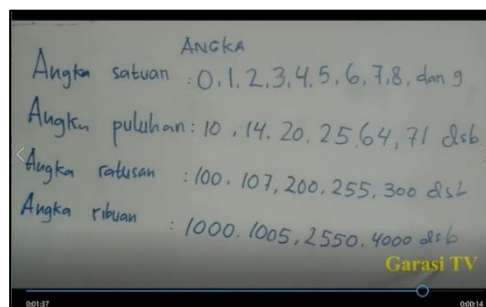 ANGKA
Angka satuan : 0, 1, 2, 3, 4, 5, 6, 7, 8, dan 9
Angka puluhan : 10, 14, 20, 25, 64, 71 dsb
Angka ratusan : 100, 107, 200, 255, 300 dsb
Angka ribuan : 1000, 1005, 2550, 4000 dsb
Garasi TV
0:01:37 0:00:14